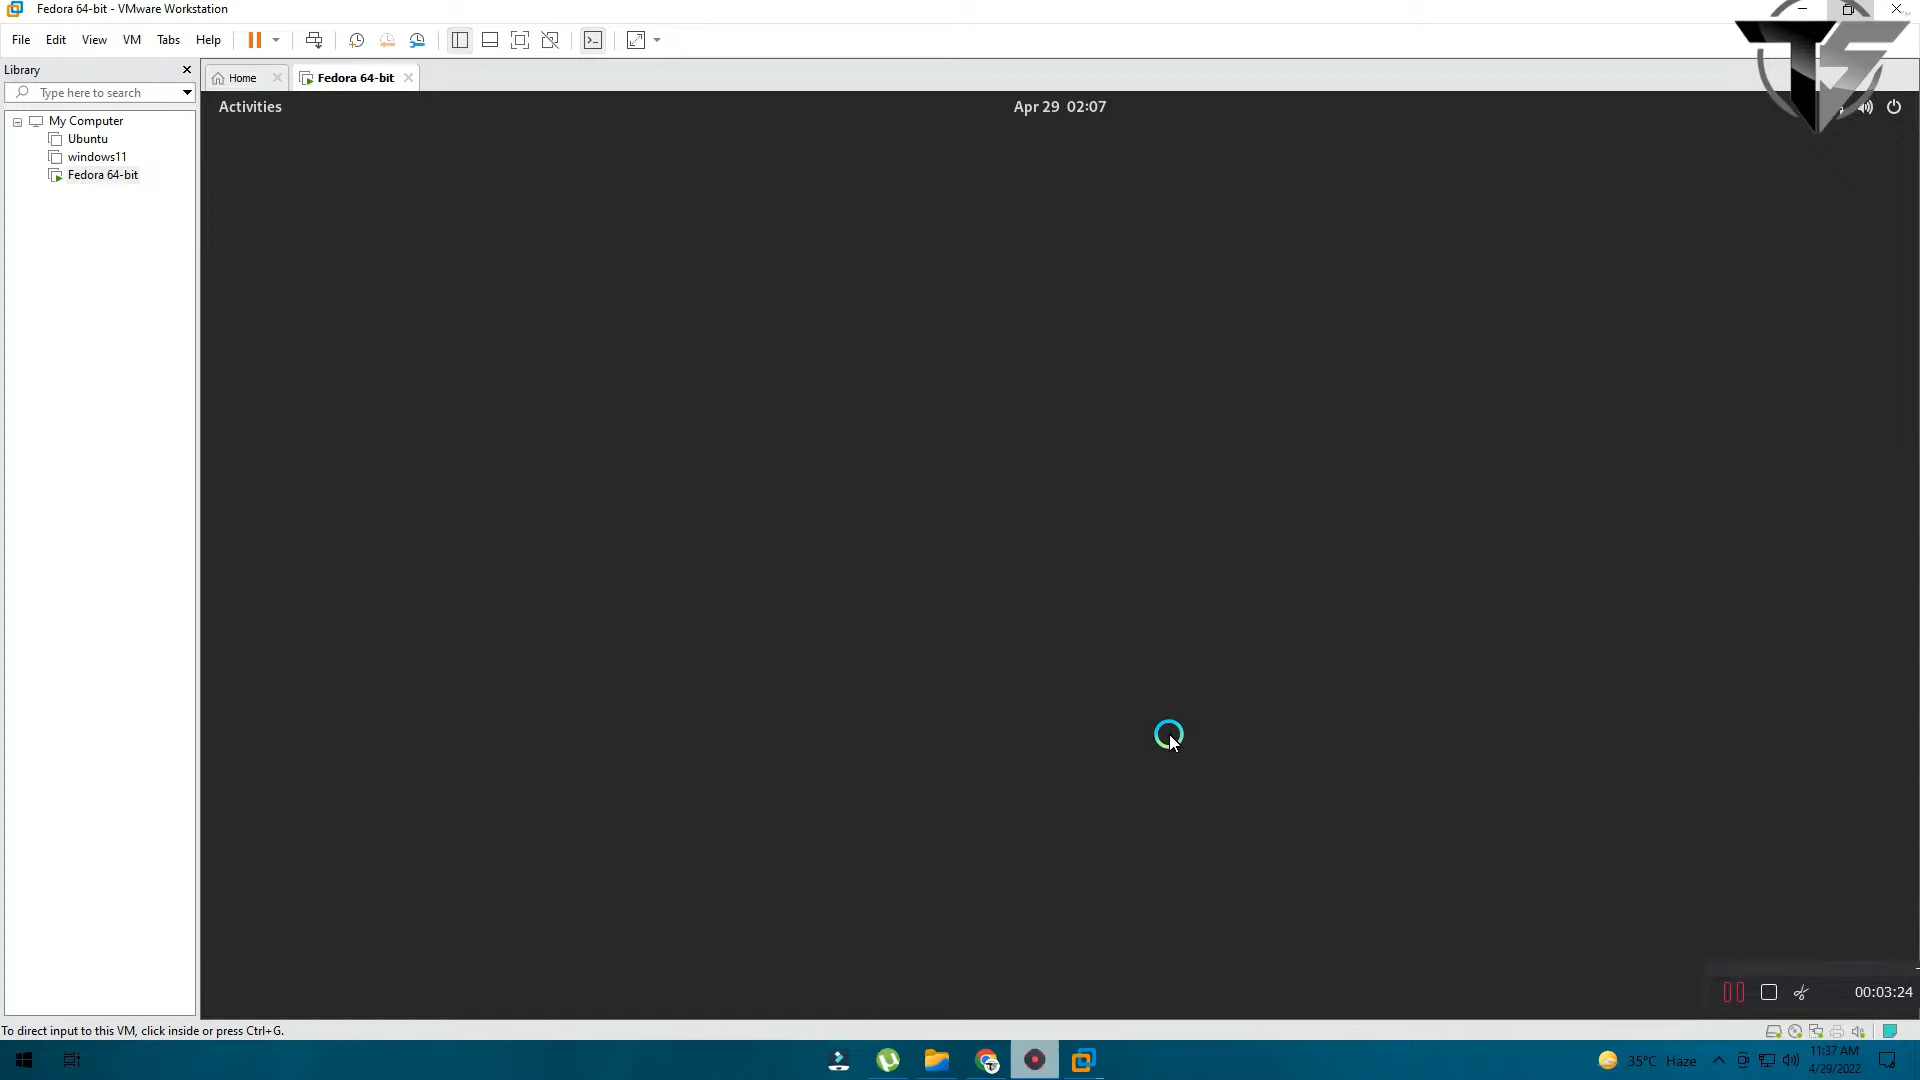 Fedora 64-bit - VMware Workstation
File Edit View VM Tabs Help
Library
Home
Fedora 64-bit
Type here to search
Activities
Apr 29 02:07
My Computer
Ubuntu
windows11
Fedora 64-bit
00:03:24
To direct input to this VM, click inside or press Ctrl+G.
35°C Haze
11:37 AM
4/29/2022